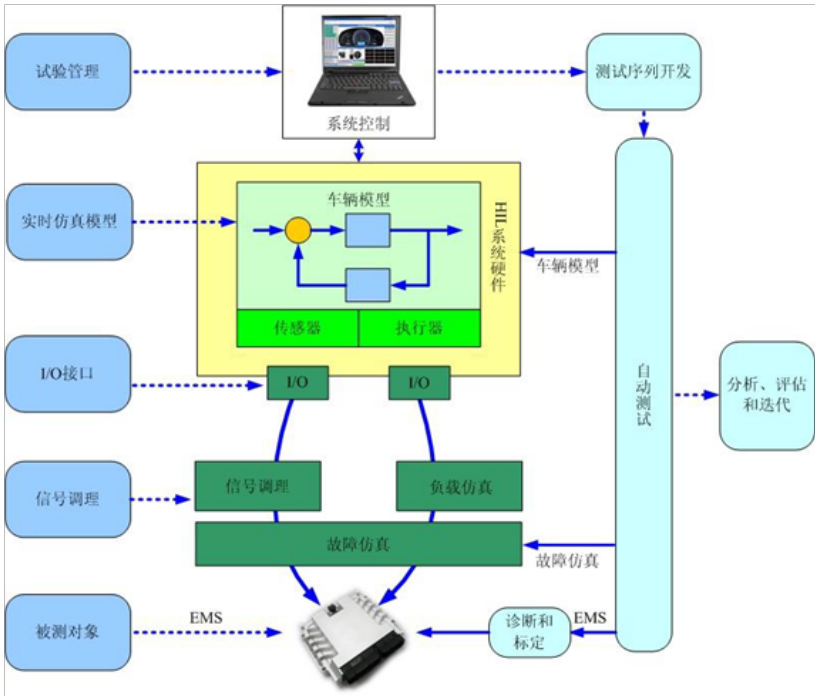 试验管理
系统控制
测试序列开发
实时仿真模型
车辆模型
HIL系统硬件
传感器
执行器
车辆模型
自动测试
I/O接口
I/O
I/O
分析、评估
和迭代
信号调理
信号调理
负载仿真
故障仿真
故障仿真
被测对象
EMS
诊断和
标定
EMS